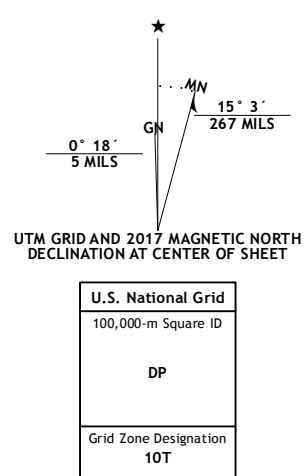 ★
MN
GN
15° 3´
267 MILS
0° 18´
5 MILS
UTM GRID AND 2017 MAGNETIC NORTH
DECLINATION AT CENTER OF SHEET
U.S. National Grid
100,000-m Square ID
DP
Grid Zone Designation
10T